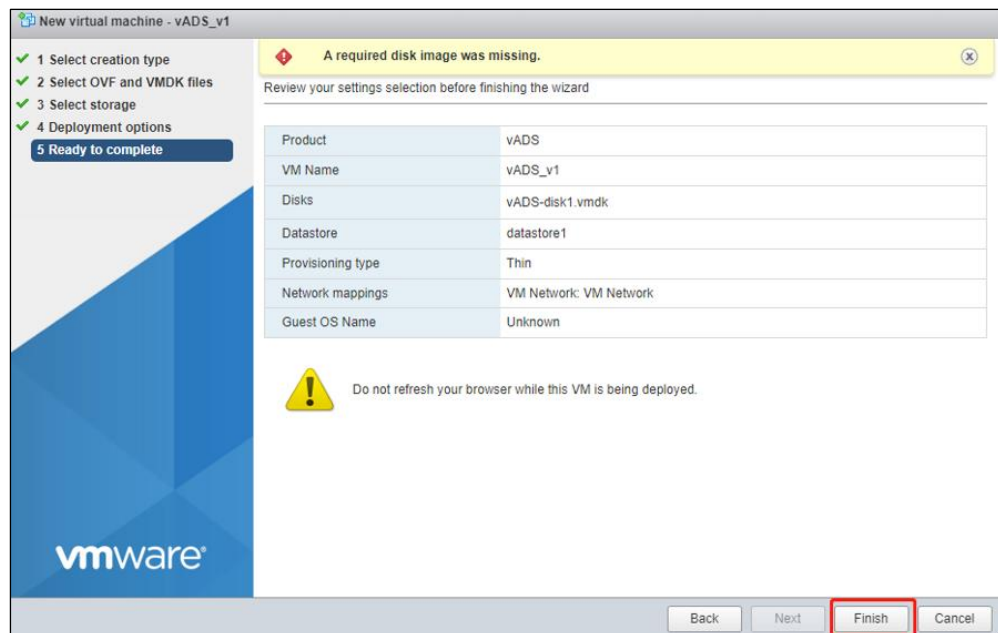 New virtual machine - vADS_v1
1 Select creation type
2 Select OVF and VMDK files
3 Select storage
4 Deployment options
5 Ready to complete
A required disk image was missing.
Review your settings selection before finishing the wizard
Product vADS
VM Name vADS_v1
Disks vADS-disk1.vmdk
Datastore datastore1
Provisioning type Thin
Network mappings VM Network: VM Network
Guest OS Name Unknown
Do not refresh your browser while this VM is being deployed.
vmware®
Back Next Finish Cancel